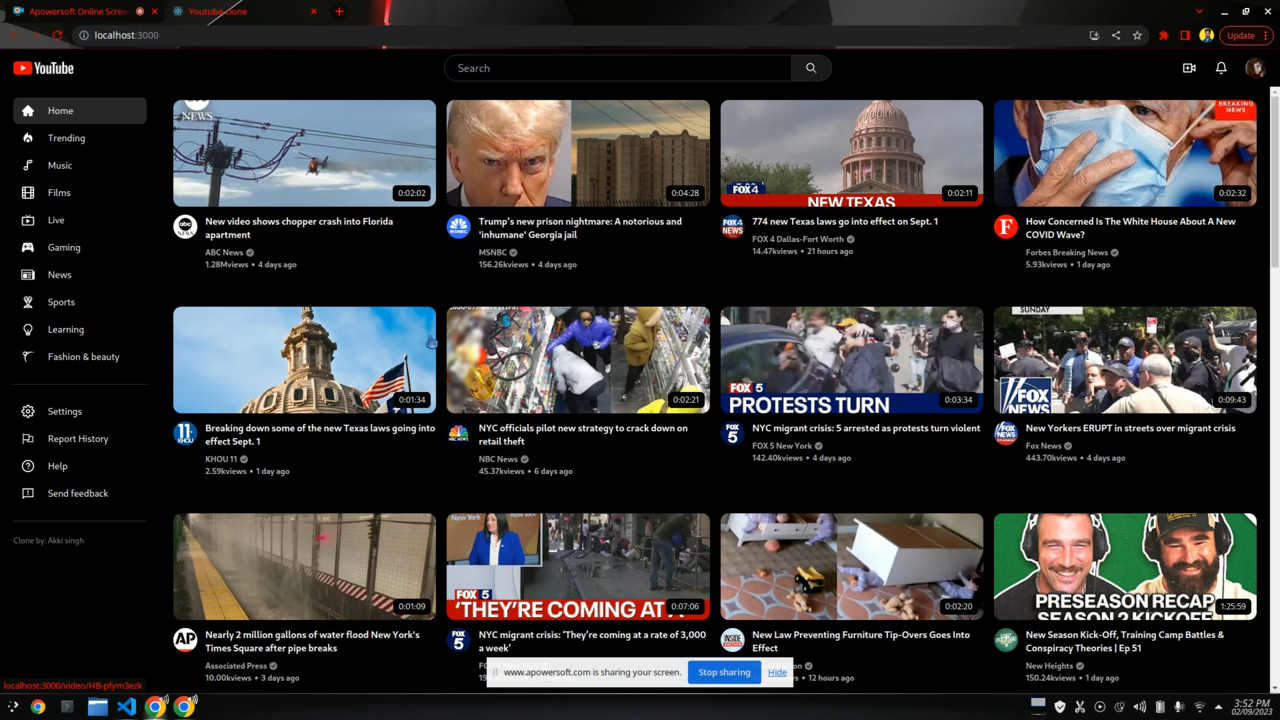 Apowersoft Online Scree
Youtube clone
localhost:3000
Update
YouTube
Search
Home
Trending
Music
Films
Live
Gaming
News
Sports
Learning
Fashion & beauty
Settings
Report History
Help
Send feedback
Clone by: Akki singh
NEWS
0:02:02
New video shows chopper crash into Florida
apartment
ABC News
1.28Mviews • 4 days ago
0:04:28
Trump's new prison nightmare: A notorious and
'inhumane' Georgia jail
MSNBC
156.26kviews • 4 days ago
FOX 4
NEW TEXAS
0:02:11
774 new Texas laws go into effect on Sept. 1
FOX 4 Dallas-Fort Worth
14.47kviews • 21 hours ago
BREAKING
NEWS
0:02:32
How Concerned Is The White House About A New
COVID Wave?
Forbes Breaking News
5.93kviews • 1 day ago
0:01:34
Breaking down some of the new Texas laws going into
effect Sept. 1
KHOU 11
2.59kviews • 1 day ago
0:02:21
NYC officials pilot new strategy to crack down on
retail theft
NBC News
45.37kviews • 6 days ago
FOX 5
PROTESTS TURN
0:03:34
NYC migrant crisis: 5 arrested as protests turn violent
FOX 5 New York
142.40kviews • 4 days ago
SUNDAY
FOX
NEWS
0:09:43
New Yorkers ERUPT in streets over migrant crisis
Fox News
443.70kviews • 4 days ago
0:01:09
Nearly 2 million gallons of water flood New York's
Times Square after pipe breaks
Associated Press
10.00kviews • 3 days ago
New York
FOX 5
'THEY'RE COMING AT A
0:07:06
NYC migrant crisis: 'They're coming at a rate of 3,000
a week'
0:02:20
New Law Preventing Furniture Tip-Overs Goes Into
Effect
12 hours ago
PRESEASON RECAP
SEASON 2 KICKOFF
1:25:59
New Season Kick-Off, Training Camp Battles &
Conspiracy Theories | Ep 51
New Heights
150.24kviews • 1 day ago
www.apowersoft.com is sharing your screen.
Stop sharing
Hide
localhost:3000/video/HB-pfym3ezk
3:52 PM
02/09/2023